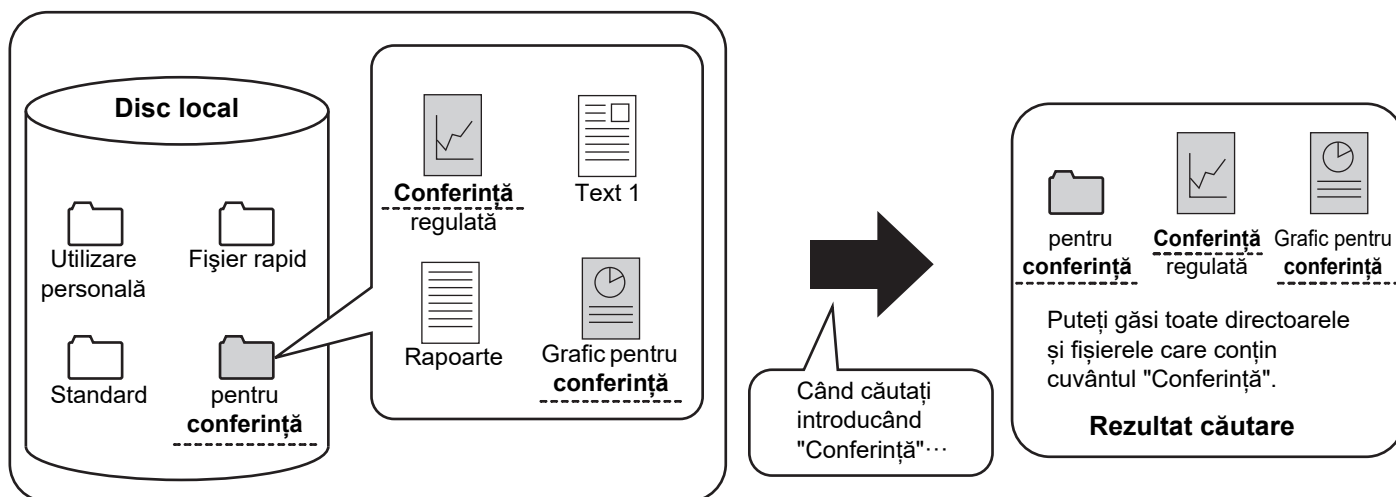 Disc local
Utilizare
personală
Fişier rapid
Standard
pentru
conferință
Conferință
regulată
Text 1
Rapoarte
Grafic pentru
conferință
Când căutați
introducând
"Conferință"···
pentru
conferință
Conferință
regulată
Grafic pentru
conferință
Puteți găsi toate directoarele
și fișierele care conțin
cuvântul "Conferință".
Rezultat căutare